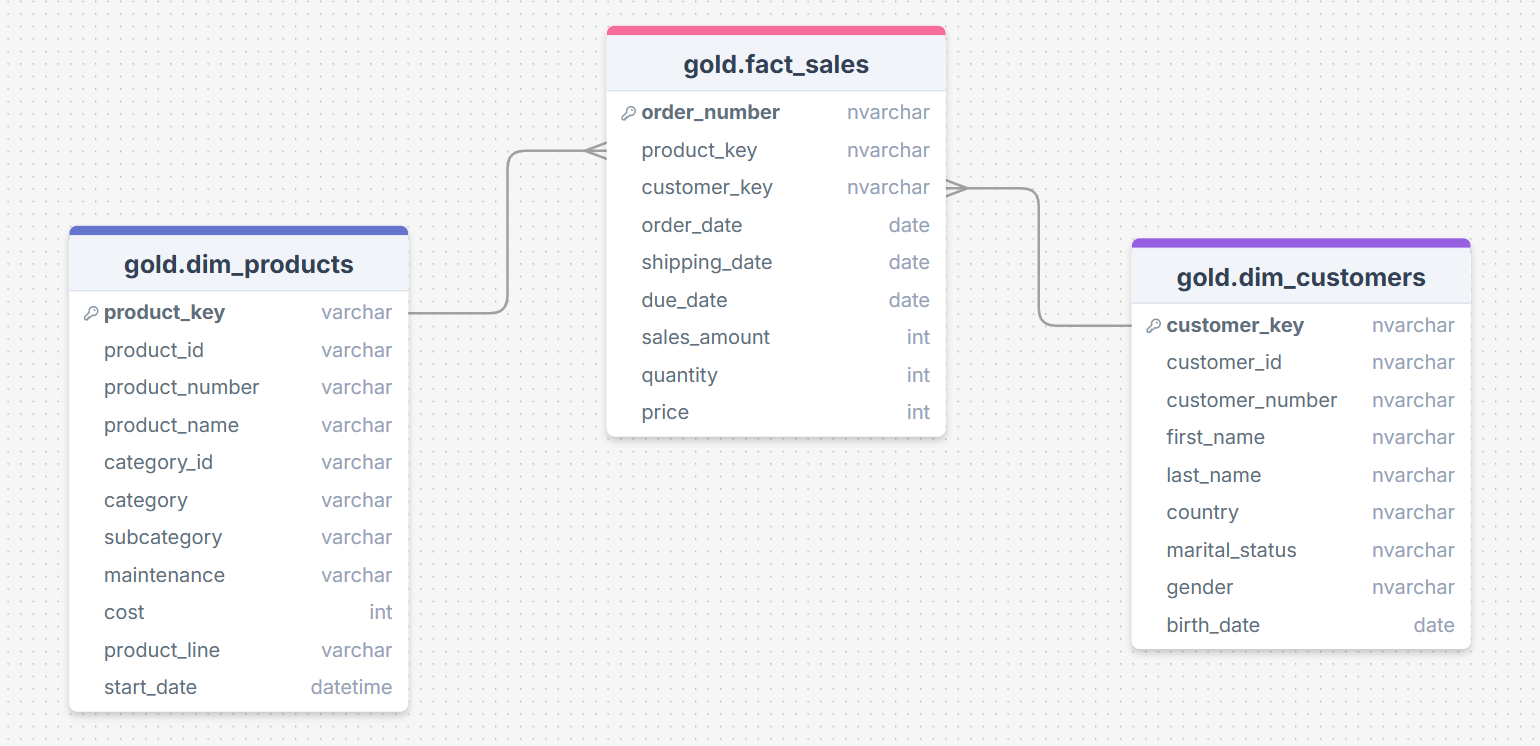 gold.fact_sales
order_number nvarchar
product_key nvarchar
customer_key nvarchar
order_date date
shipping_date date
due_date date
sales_amount int
quantity int
price int
gold.dim_products
product_key varchar
product_id varchar
product_number varchar
product_name varchar
category_id varchar
category varchar
subcategory varchar
maintenance varchar
cost int
product_line varchar
start_date datetime
gold.dim_customers
customer_key nvarchar
customer_id nvarchar
customer_number nvarchar
first_name nvarchar
last_name nvarchar
country nvarchar
marital_status nvarchar
gender nvarchar
birth_date date